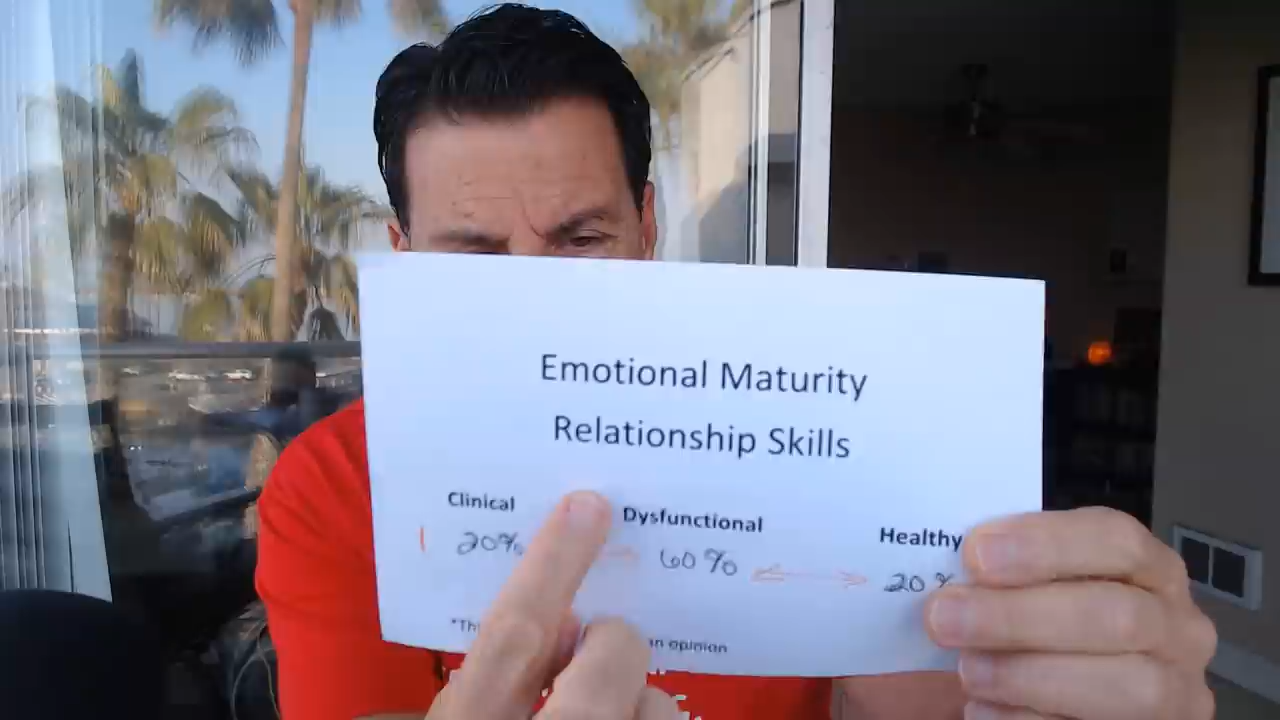 Emotional Maturity
Relationship Skills
Clinical Dysfunctional Healthy
20% 60% 20%
an opinion